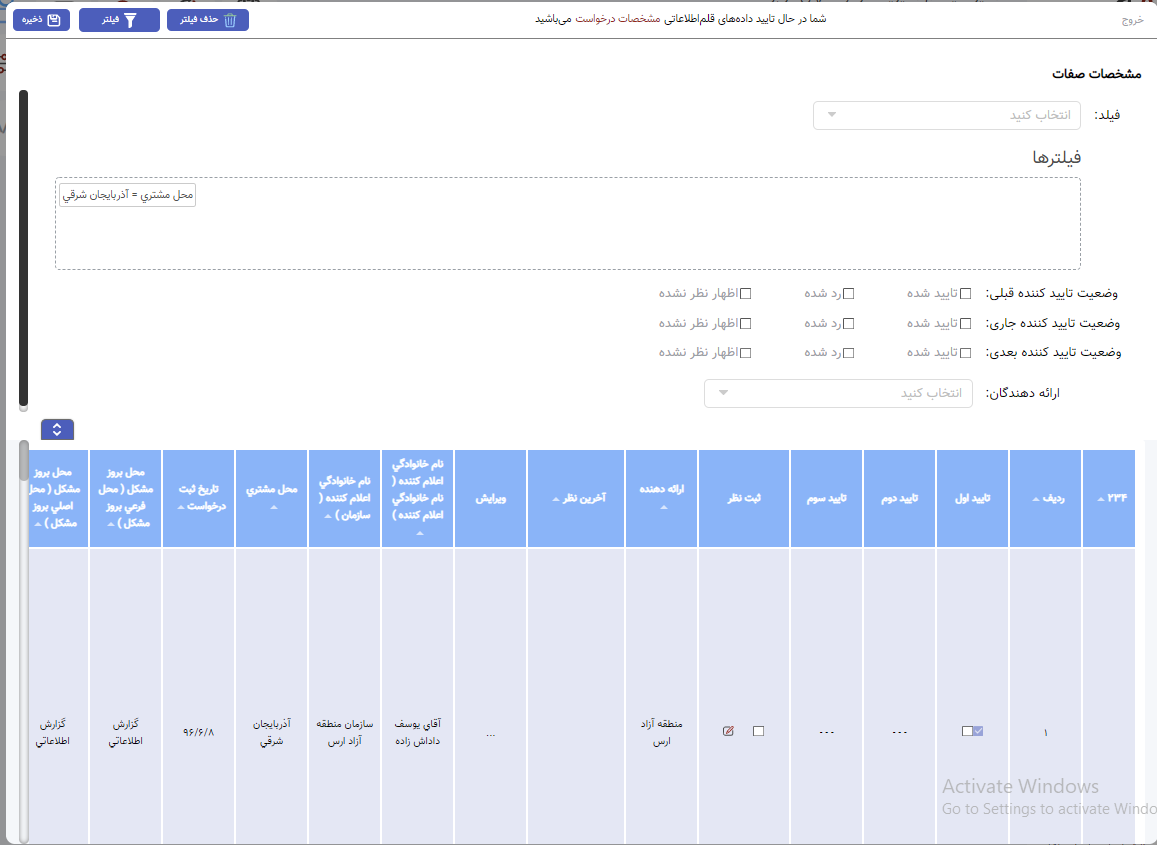 خروج
شما در حال تایید داده‌های قلم‌اطلاعاتی مشخصات درخواست می‌باشید
حذف فیلتر
فیلتر
ذخیره
مشخصات صفات
فیلد:
انتخاب کنید
فیلترها
محل مشتري = آذربايجان شرقي
وضعیت تایید کننده قبلی:
تایید شده
رد شده
اظهار نظر نشده
وضعیت تایید کننده جاری:
تایید شده
رد شده
اظهار نظر نشده
وضعیت تایید کننده بعدی:
تایید شده
رد شده
اظهار نظر نشده
ارائه دهندگان:
انتخاب کنید
۲۳۴
ردیف
تایید اول
تایید دوم
تایید سوم
ثبت نظر
ارائه دهنده
آخرین نظر
ویرایش
نام خانوادگي
اعلام کننده (
نام خانوادگي
اعلام کننده )
نام خانوادگي
اعلام کننده (
سازمان )
محل مشتري
تاریخ ثبت
درخواست
محل بروز
مشکل ( محل
فرعي بروز
مشکل )
محل بروز
مشکل ( محل
اصلي بروز
مشکل )
۱
---
---
منطقه آزاد
ارس
...
آقاي یوسف
داداش زاده
سازمان منطقه
آزاد ارس
آذربايجان
شرقي
۹۶/۶/۸
گزارش
اطلاعاتي
گزارش
اطلاعاتي
Activate Windows
Go to Settings to activate Windo